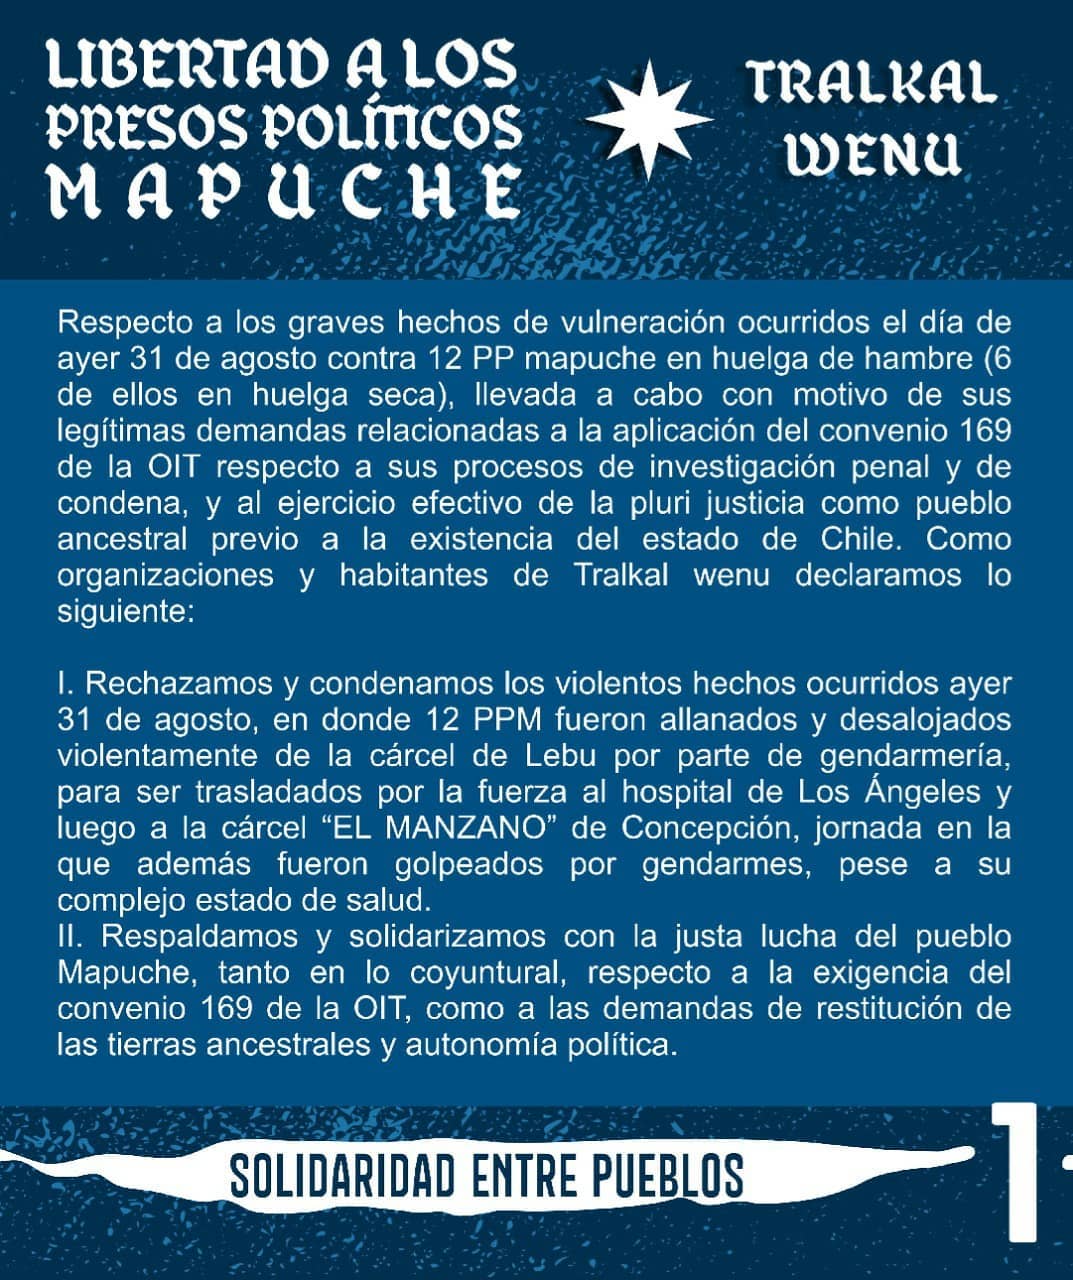 LIBERTAD A LOS
PRESOS POLÍTICOS
MAPUCHE
TRALKAL
WENU
Respecto a los graves hechos de vulneración ocurridos el día de
ayer 31 de agosto contra 12 PP mapuche en huelga de hambre (6
de ellos en huelga seca), llevada a cabo con motivo de sus
legítimas demandas relacionadas a la aplicación del convenio 169
de la OIT respecto a sus procesos de investigación penal y de
condena, y al ejercicio efectivo de la pluri justicia como pueblo
ancestral previo a la existencia del estado de Chile. Como
organizaciones y habitantes de Tralkal wenu declaramos lo
siguiente:
I. Rechazamos y condenamos los violentos hechos ocurridos ayer
31 de agosto, en donde 12 PPM fueron allanados y desalojados
violentamente de la cárcel de Lebu por parte de gendarmería,
para ser trasladados por la fuerza al hospital de Los Ángeles y
luego a la cárcel “EL MANZANO” de Concepción, jornada en la
que además fueron golpeados por gendarmes, pese a su
complejo estado de salud.
II. Respaldamos y solidarizamos con la justa lucha del pueblo
Mapuche, tanto en lo coyuntural, respecto a la exigencia del
convenio 169 de la OIT, como a las demandas de restitución de
las tierras ancestrales y autonomía política.
SOLIDARIDAD ENTRE PUEBLOS
1